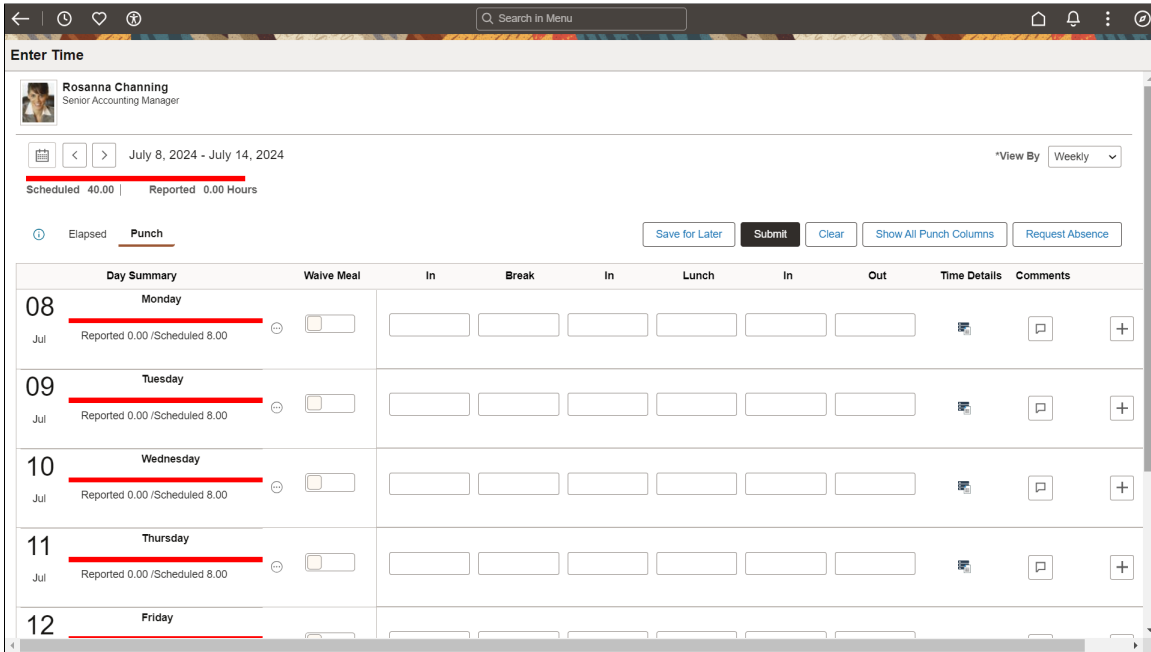 Search in Menu
Enter Time
Rosanna Channing
Senior Accounting Manager
July 8, 2024 - July 14, 2024
*View By Weekly
Scheduled 40.00 | Reported 0.00 Hours
Elapsed Punch Save for Later Submit Clear Show All Punch Columns Request Absence
Day Summary Waive Meal In Break In Lunch In Out Time Details Comments
08 Monday
Jul Reported 0.00 /Scheduled 8.00
09 Tuesday
Jul Reported 0.00 /Scheduled 8.00
10 Wednesday
Jul Reported 0.00 /Scheduled 8.00
11 Thursday
Jul Reported 0.00 /Scheduled 8.00
12 Friday